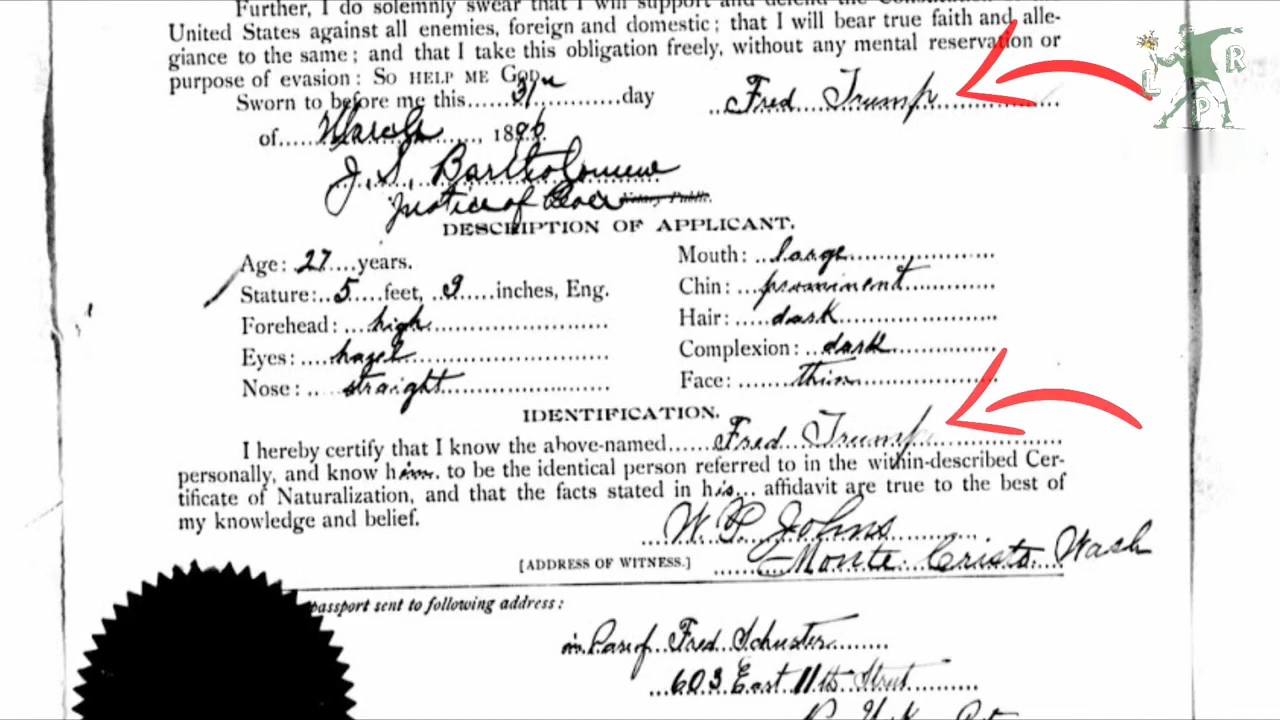 Further, I do solemnly swear that I will support and defend the Constitution of the
United States against all enemies, foreign and domestic; that I will bear true faith and alle-
giance to the same; and that I take this obligation freely, without any mental reservation or
purpose of evasion: SO HELP ME GOD.
Sworn to before me this......31st............day
Fred Trump
of.....March......., 1896.
J. S. Bartholomew
Justice of Peace Notary Public.
DESCRIPTION OF APPLICANT.
Age: 27....years.
Mouth: large
Stature: 5 feet, 9 inches, Eng.
Chin: prominent
Forehead: high
Hair: dark
Eyes: hazel
Complexion: dark
Nose: straight
Face: thin
IDENTIFICATION.
I hereby certify that I know the above-named Fred Trump
personally, and know him. to be the identical person referred to in the within-described Cer-
tificate of Naturalization, and that the facts stated in his... affidavit are true to the best of
my knowledge and belief.
W. P. Johns
[ADDRESS OF WITNESS.] Monte Cristo Wash
passport sent to following address:
Fred Schuster
603 East 11th Street
L P R